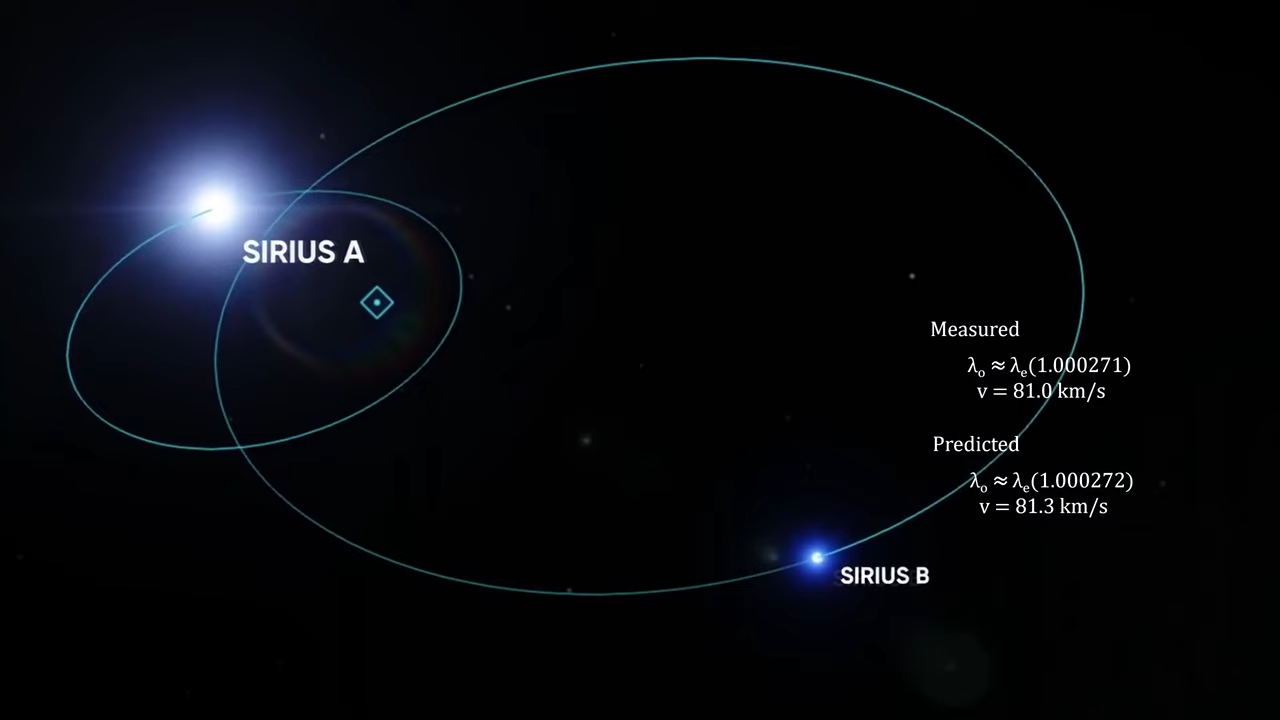 SIRIUS A
Measured
λₒ ≈ λₑ(1.000271)
v = 81.0 km/s
Predicted
λₒ ≈ λₑ(1.000272)
v = 81.3 km/s
SIRIUS B